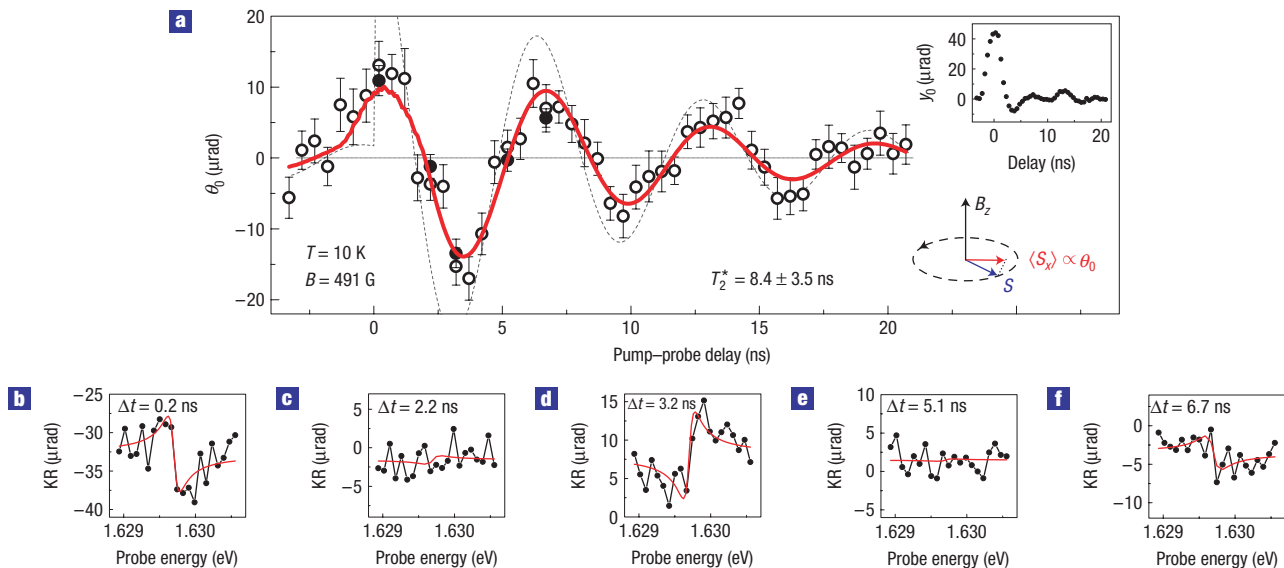 a
20
10
0
−10
−20
θ0 (μrad)
T = 10 K
B = 491 G
T2* = 8.4 ± 3.5 ns
0
5
10
15
20
Pump–probe delay (ns)
40
20
0
y0 (μrad)
0
10
20
Delay (ns)
Bz
⟨Sx⟩ ∝ θ0
S
b
−25
−30
−35
−40
KR (μrad)
Δt = 0.2 ns
1.629
1.630
Probe energy (eV)
c
5
0
−5
KR (μrad)
Δt = 2.2 ns
1.629
1.630
Probe energy (eV)
d
15
10
5
0
KR (μrad)
Δt = 3.2 ns
1.629
1.630
Probe energy (eV)
e
10
5
0
−5
KR (μrad)
Δt = 5.1 ns
1.629
1.630
Probe energy (eV)
f
0
−5
−10
KR (μrad)
Δt = 6.7 ns
1.629
1.630
Probe energy (eV)